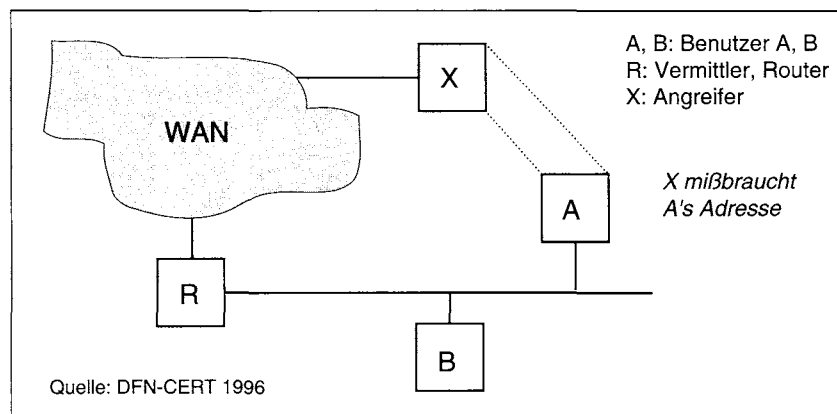 A, B: Benutzer A, B
R: Vermittler, Router
X: Angreifer
X
WAN
X mißbraucht
A's Adresse
A
R
B
Quelle: DFN-CERT 1996